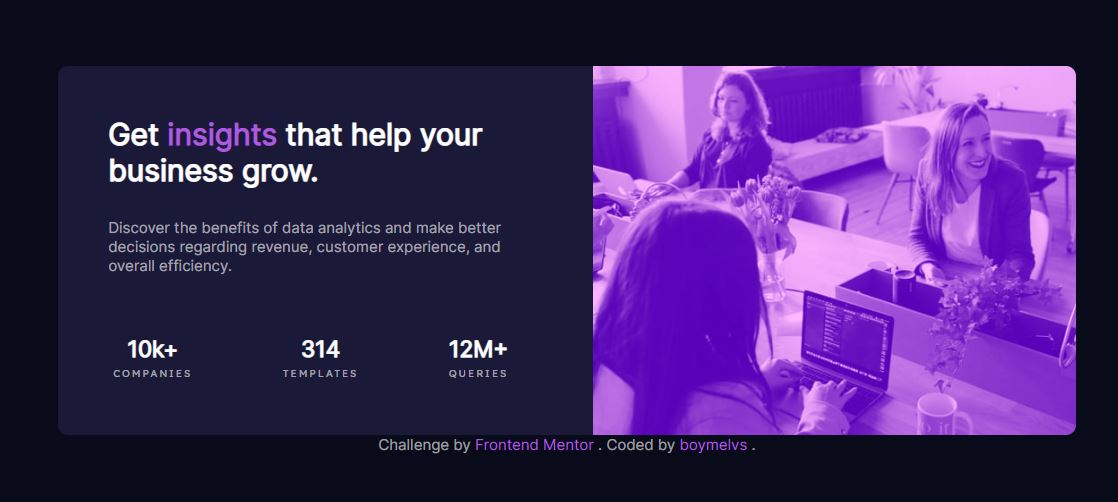 Get insights that help your
business grow.
Discover the benefits of data analytics and make better
decisions regarding revenue, customer experience, and
overall efficiency.
10k+ 314 12M+
COMPANIES TEMPLATES QUERIES
Challenge by Frontend Mentor . Coded by boymelvs .